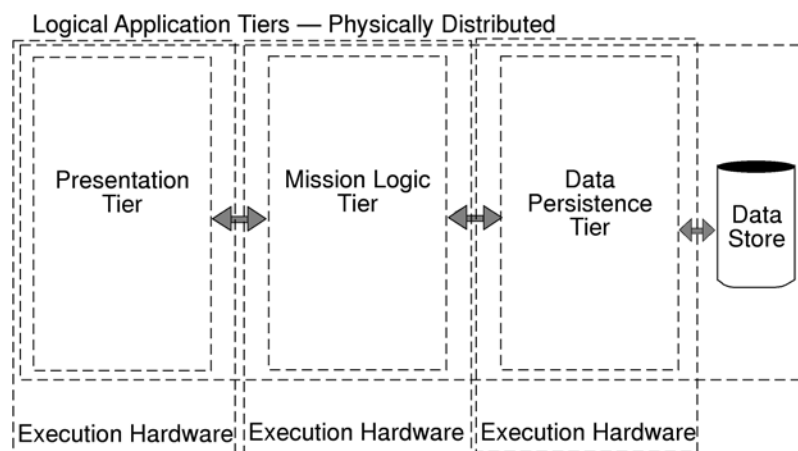 Logical Application Tiers — Physically Distributed
Presentation
Tier
Mission Logic
Tier
Data
Persistence
Tier
Data
Store
Execution Hardware
Execution Hardware
Execution Hardware